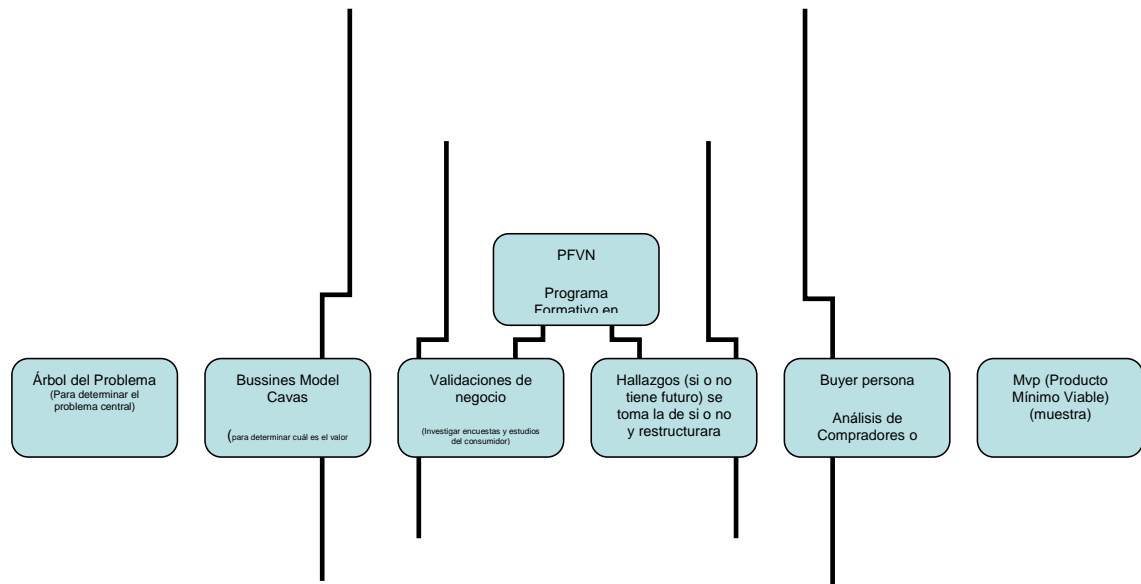 PFVN
Programa
Formativo en
Árbol del Problema
(Para determinar el
problema central)
Bussines Model
Cavas
(para determinar cuál es el valor
Validaciones de
negocio
(Investigar encuestas y estudios
del consumidor)
Hallazgos (si o no
tiene futuro) se
toma la de si o no
y restructurara
Buyer persona
Análisis de
Compradores o
Mvp (Producto
Mínimo Viable)
(muestra)